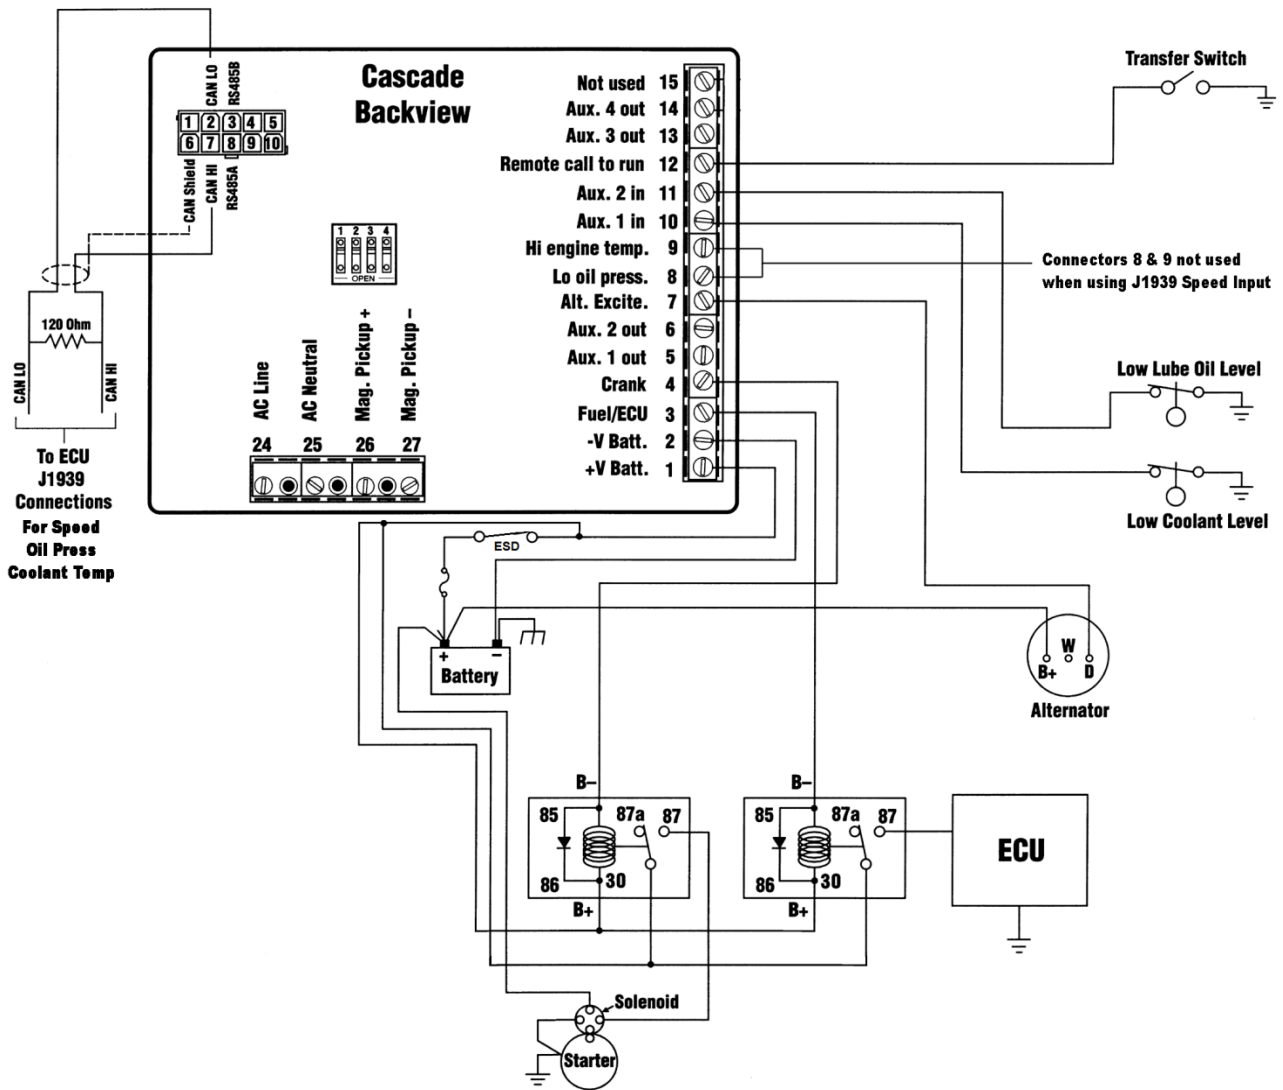 Cascade
Backview
CAN LO
RS485B
1 2 3 4 5
6 7 8 9 10
CAN Shield
CAN HI
RS485A
1 2 3 4
OPEN
Not used 15
Aux. 4 out 14
Aux. 3 out 13
Remote call to run 12
Aux. 2 in 11
Aux. 1 in 10
Hi engine temp. 9
Lo oil press. 8
Alt. Excite. 7
Aux. 2 out 6
Aux. 1 out 5
Crank 4
Fuel/ECU 3
-V Batt. 2
+V Batt. 1
AC Line
AC Neutral
Mag. Pickup +
Mag. Pickup –
24 25 26 27
Transfer Switch
Connectors 8 & 9 not used
when using J1939 Speed Input
Low Lube Oil Level
Low Coolant Level
120 Ohm
CAN LO
CAN HI
To ECU
J1939
Connections
For Speed
Oil Press
Coolant Temp
ESD
+ –
Battery
W
B+ D
Alternator
B–
85 87a 87
86 30
B+
B–
85 87a 87
86 30
B+
ECU
Solenoid
Starter